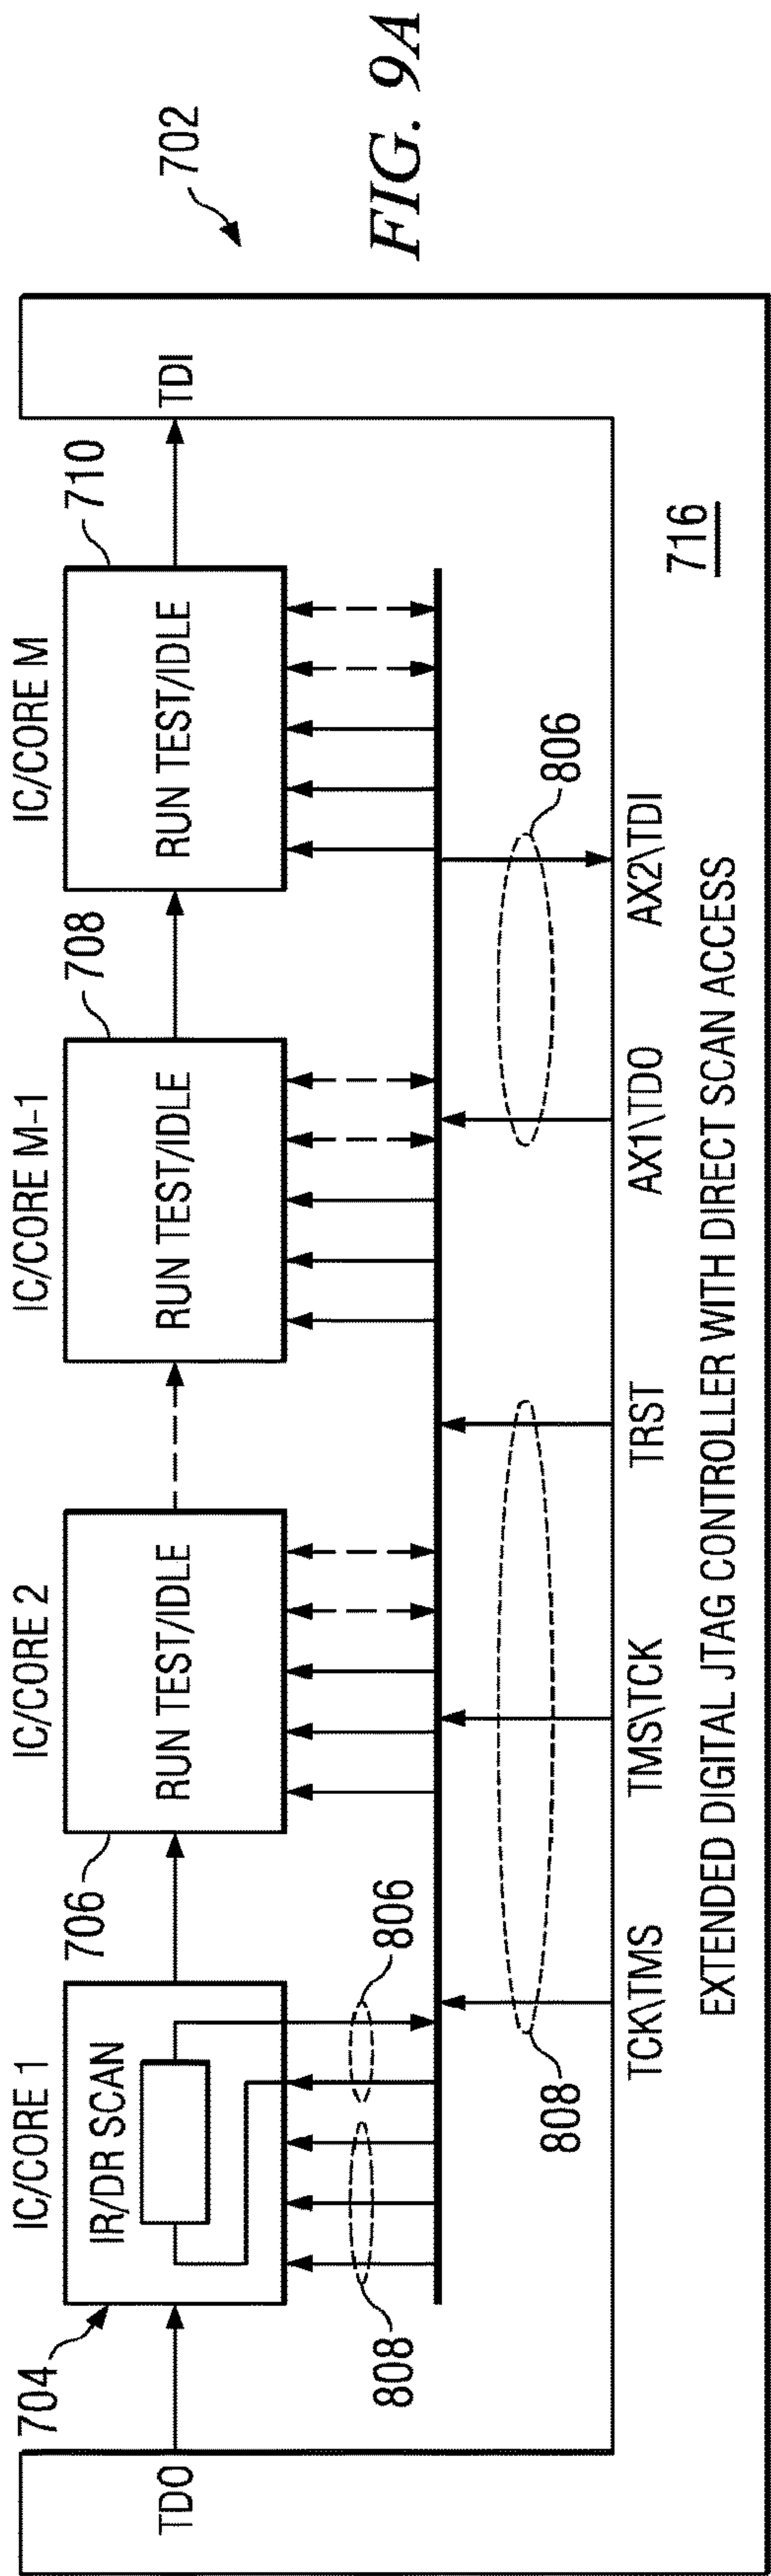 702
IC/CORE 1
IC/CORE 2
IC/CORE M-1
IC/CORE M
704
706
708
710
TDO
IR/DR SCAN
RUN TEST/IDLE
RUN TEST/IDLE
RUN TEST/IDLE
TDI
808
806
808
806
TCK\TMS
TMS\TCK
TRST
AX1\TDO
AX2\TDI
716
EXTENDED DIGITAL JTAG CONTROLLER WITH DIRECT SCAN ACCESS
FIG. 9A